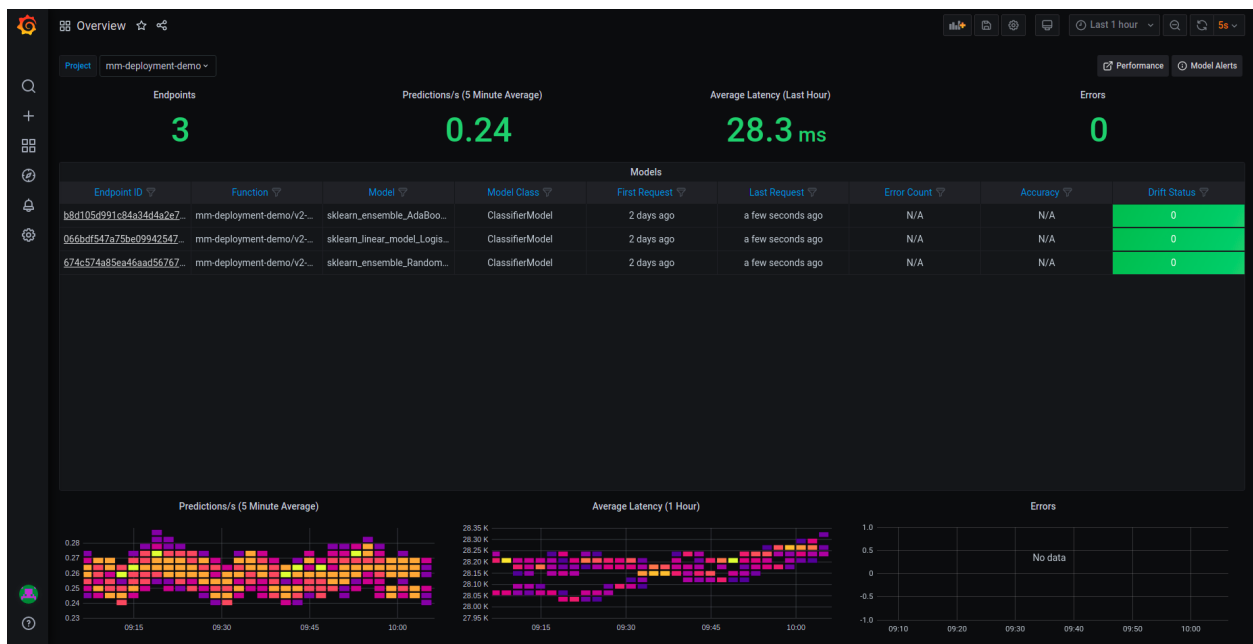 Overview
Last 1 hour
5s
Project mm-deployment-demo
Performance
Model Alerts
Endpoints
3
Predictions/s (5 Minute Average)
0.24
Average Latency (Last Hour)
28.3 ms
Errors
0
Models
Endpoint ID Function Model Model Class First Request Last Request Error Count Accuracy Drift Status
b8d105d991c84a34d4a2e7... mm-deployment-demo/v2-... sklearn_ensemble_AdaBoo... ClassifierModel 2 days ago a few seconds ago N/A N/A 0
066bdf547a75be09942547... mm-deployment-demo/v2-... sklearn_linear_model_Logis... ClassifierModel 2 days ago a few seconds ago N/A N/A 0
674c574a85ea46aad56767... mm-deployment-demo/v2-... sklearn_ensemble_Random... ClassifierModel 2 days ago a few seconds ago N/A N/A 0
Predictions/s (5 Minute Average)
0.28
0.27
0.26
0.25
0.24
0.23
09:15 09:30 09:45 10:00
Average Latency (1 Hour)
28.35 K
28.30 K
28.25 K
28.20 K
28.15 K
28.10 K
28.05 K
28.00 K
27.95 K
09:15 09:30 09:45 10:00
Errors
1.0
0.5
0
-0.5
-1.0
No data
09:10 09:20 09:30 09:40 09:50 10:00